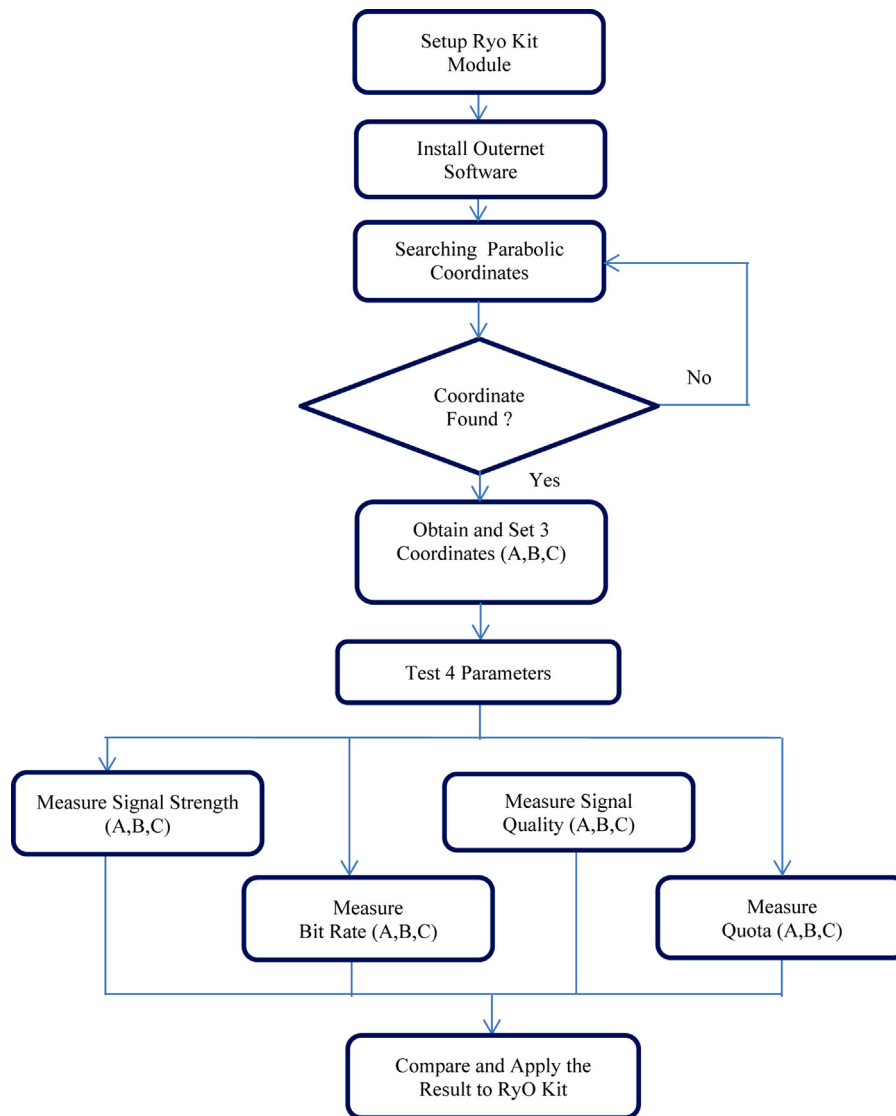 Setup Ryo Kit
Module
Install Outernet
Software
Searching Parabolic
Coordinates
Coordinate
Found ?
No
Yes
Obtain and Set 3
Coordinates (A,B,C)
Test 4 Parameters
Measure Signal Strength
(A,B,C)
Measure Signal
Quality (A,B,C)
Measure
Bit Rate (A,B,C)
Measure
Quota (A,B,C)
Compare and Apply the
Result to RyO Kit